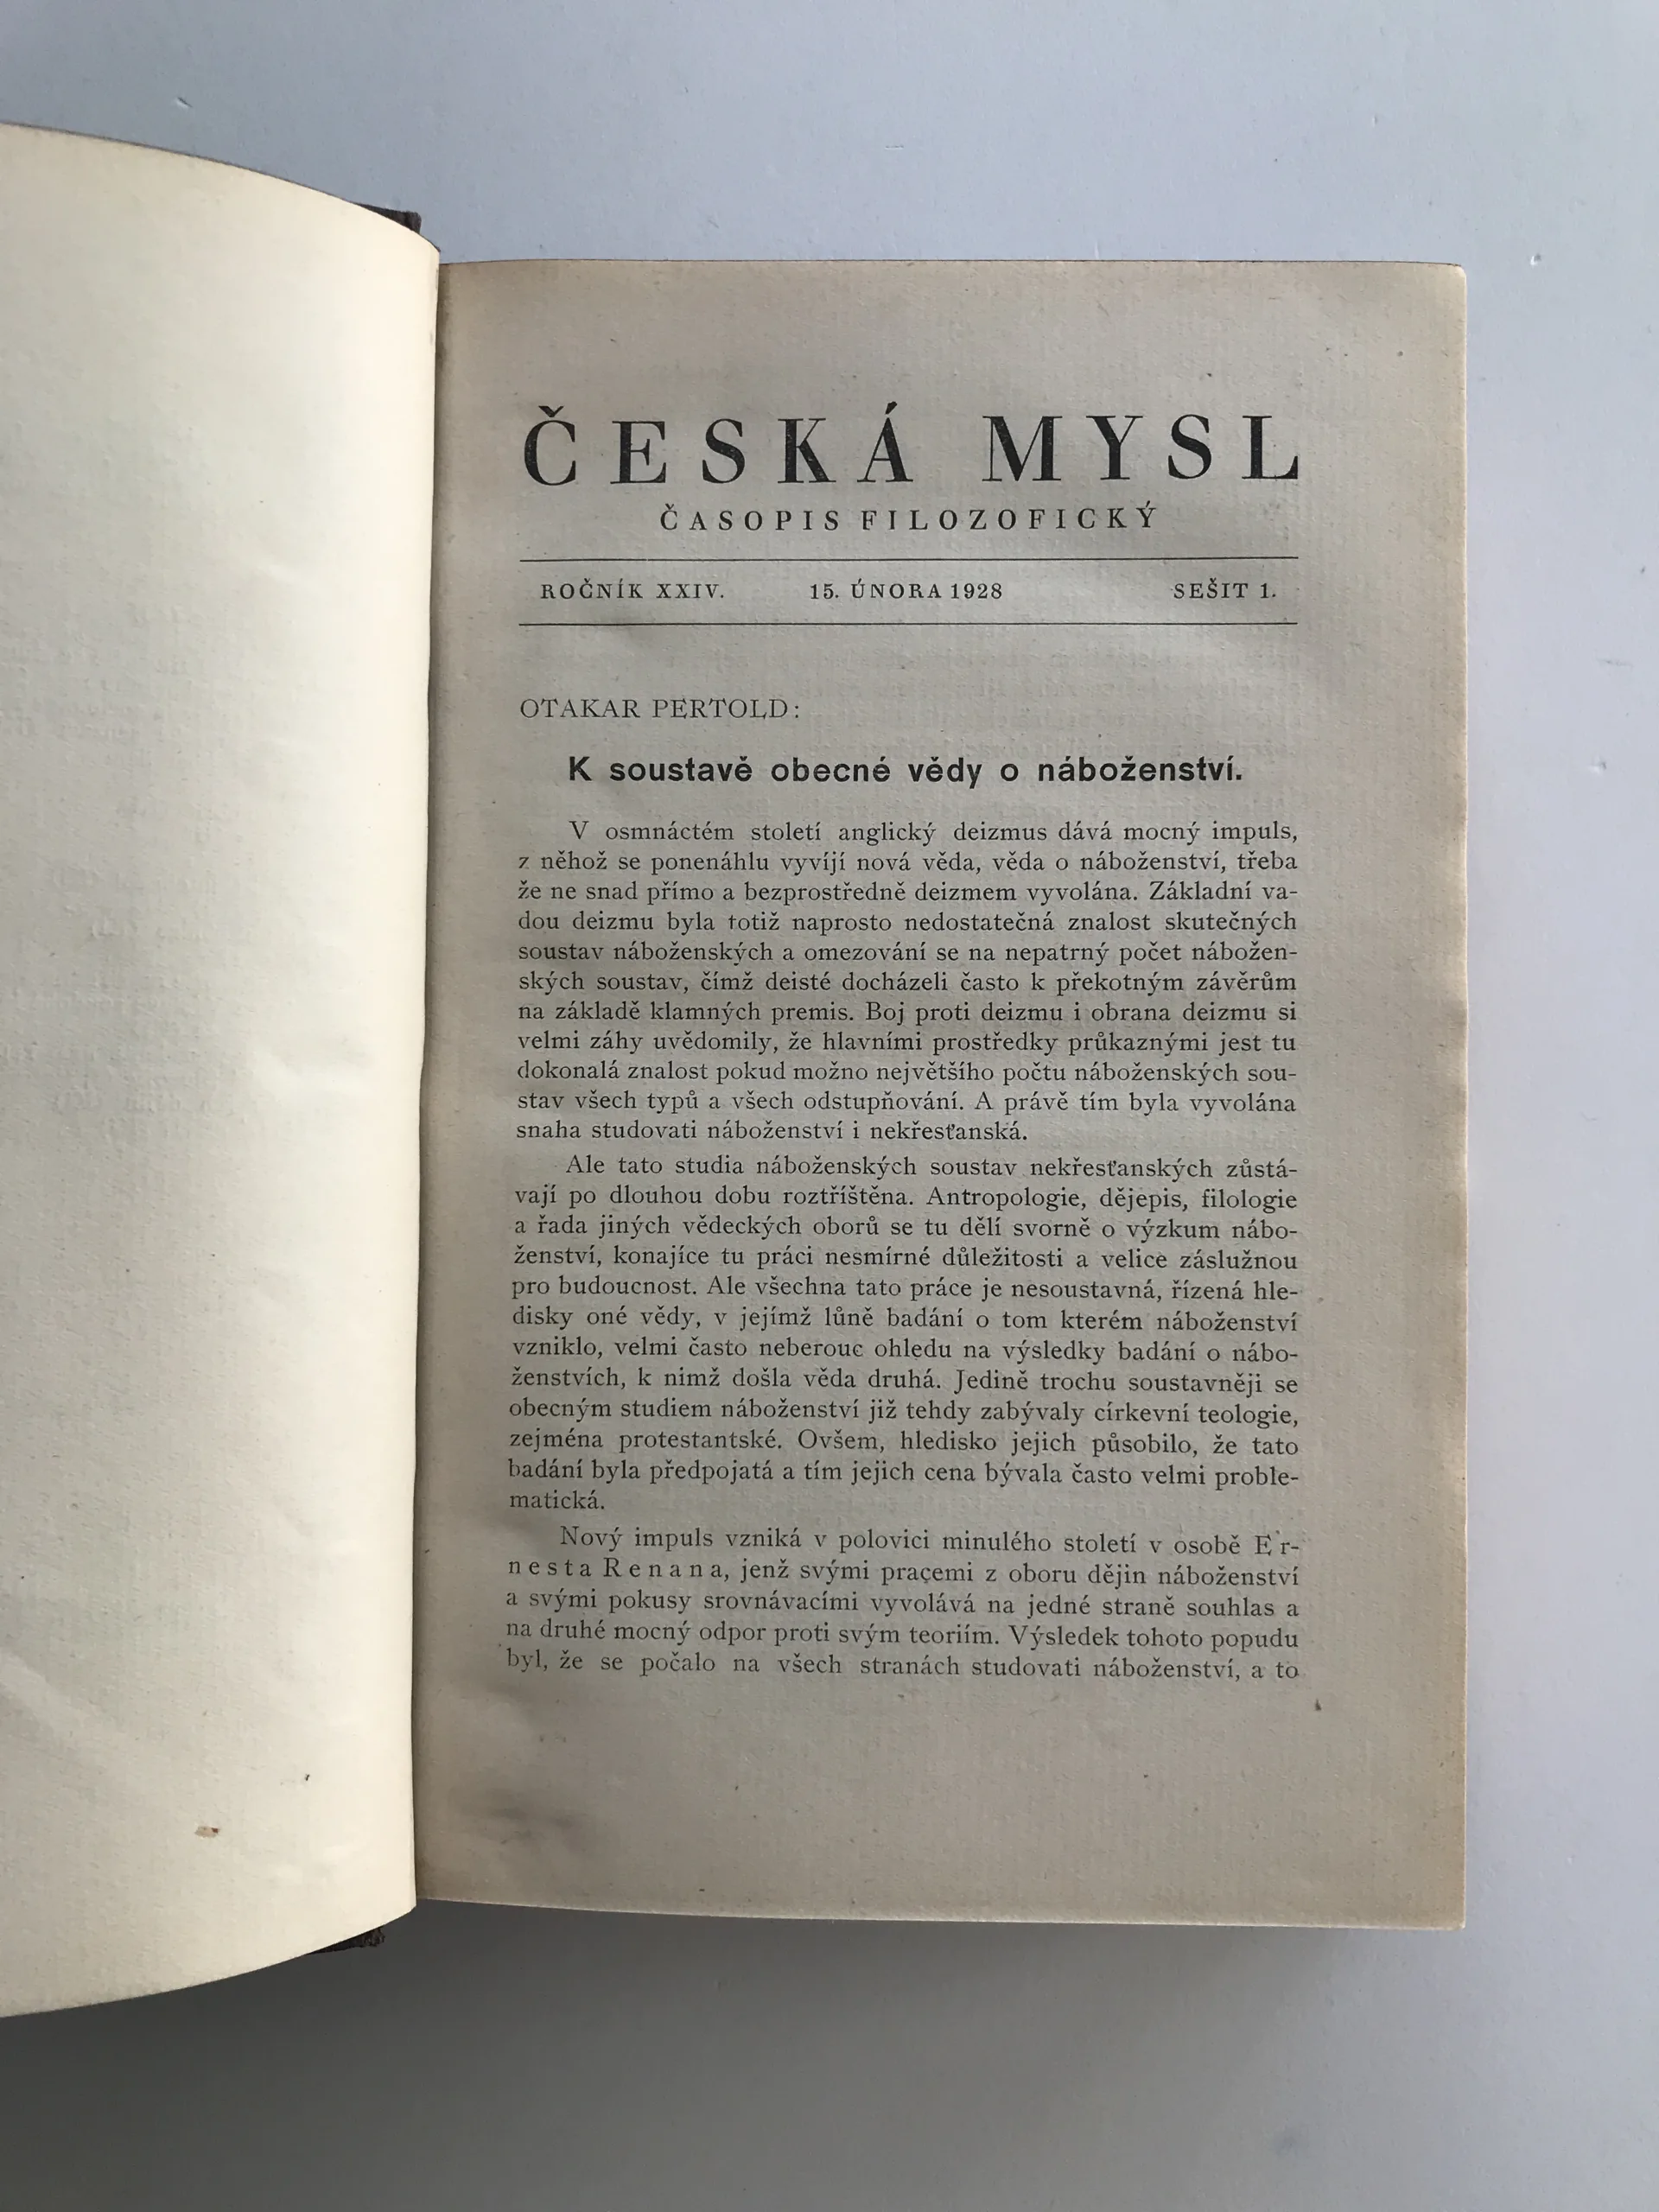 ČESKÁ MYSL
ČASOPIS FILOZOFICKÝ
ROČNÍK XXIV. 15. ÚNORA 1928 SEŠIT 1.
OTAKAR PERTOLD:
K soustavě obecné vědy o náboženství.
V osmnáctém století anglický deizmus dává mocný impuls,
z něhož se ponenáhlu vyvíjí nová věda, věda o náboženství, třeba
že ne snad přímo a bezprostředně deizmem vyvolána. Základní va-
dou deizmu byla totiž naprosto nedostatečná znalost skutečných
soustav náboženských a omezování se na nepatrný počet nábožen-
ských soustav, čímž deisté docházeli často k překotným závěrům
na základě klamných premis. Boj proti deizmu i obrana deizmu si
velmi záhy uvědomily, že hlavními prostředky průkaznými jest tu
dokonalá znalost pokud možno největšího počtu náboženských sou-
stav všech typů a všech odstupňování. A právě tím byla vyvolána
snaha studovati náboženství i nekřesťanská.
Ale tato studia náboženských soustav nekřesťanských zůstá-
vají po dlouhou dobu roztříštěna. Antropologie, dějepis, filologie
a řada jiných vědeckých oborů se tu dělí svorně o výzkum nábo-
ženství, konajíce tu práci nesmírné důležitosti a velice záslužnou
pro budoucnost. Ale všechna tato práce je nesoustavná, řízená hle-
disky oné vědy, v jejímž lůně badání o tom kterém náboženství
vzniklo, velmi často neberouc ohledu na výsledky badání o nábo-
ženstvích, k nimž došla věda druhá. Jedině trochu soustavněji se
obecným studiem náboženství již tehdy zabývaly církevní teologie,
zejména protestantské. Ovšem, hledisko jejich působilo, že tato
badání byla předpojatá a tím jejich cena bývala často velmi proble-
matická.
Nový impuls vzniká v polovici minulého století v osobě Er-
nesta Renana, jenž svými pracemi z oboru dějin náboženství
a svými pokusy srovnávacími vyvolává na jedné straně souhlas a
na druhé mocný odpor proti svým teoriím. Výsledek tohoto popudu
byl, že se počalo na všech stranách studovati náboženství, a to